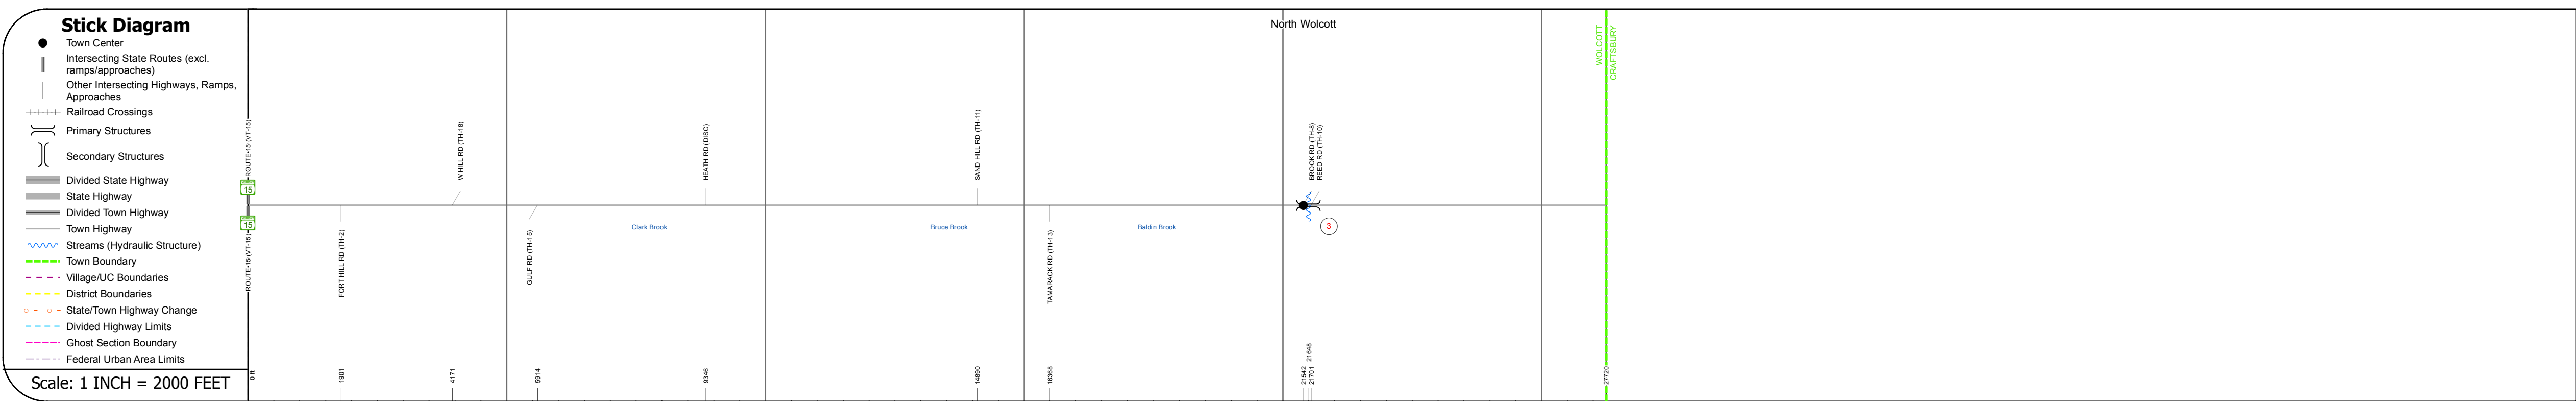 Stick Diagram
Town Center
Intersecting State Routes (excl.
ramps/approaches)
Other Intersecting Highways, Ramps,
Approaches
Railroad Crossings
Primary Structures
Secondary Structures
Divided State Highway
State Highway
Divided Town Highway
Town Highway
Streams (Hydraulic Structure)
Town Boundary
Village/UC Boundaries
District Boundaries
State/Town Highway Change
Divided Highway Limits
Ghost Section Boundary
Federal Urban Area Limits
Scale: 1 INCH = 2000 FEET
North Wolcott
WOLCOTT
CRAFTSBURY
ROUTE-15 (VT-15)
W HILL RD (TH-18)
HEATH RD (DISC)
SAND HILL RD (TH-11)
BROOK RD (TH-8)
REED RD (TH-10)
15
15
Clark Brook
Bruce Brook
Baldin Brook
3
ROUTE-15 (VT-15)
FORT HILL RD (TH-2)
GULF RD (TH-15)
TAMARACK RD (TH-13)
0 ft
1901
4171
5914
9346
14890
16368
21542
21648
21701
27720